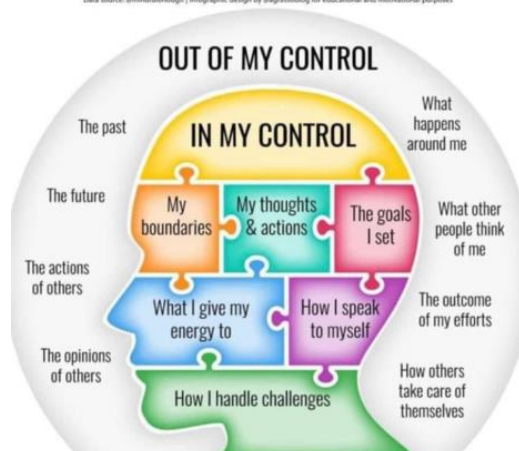 OUT OF MY CONTROL
IN MY CONTROL
The past
The future
The actions
of others
The opinions
of others
What
happens
around me
What other
people think
of me
The outcome
of my efforts
How others
take care of
themselves
My
boundaries
My thoughts
& actions
The goals
I set
What I give my
energy to
How I speak
to myself
How I handle challenges